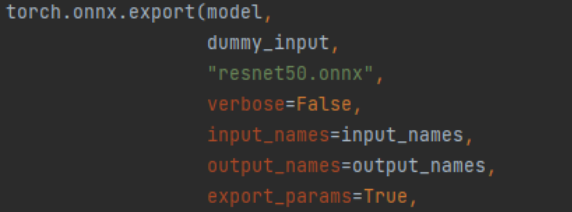 torch.onnx.export(model,
dummy_input,
"resnet50.onnx",
verbose=False,
input_names=input_names,
output_names=output_names,
export_params=True,